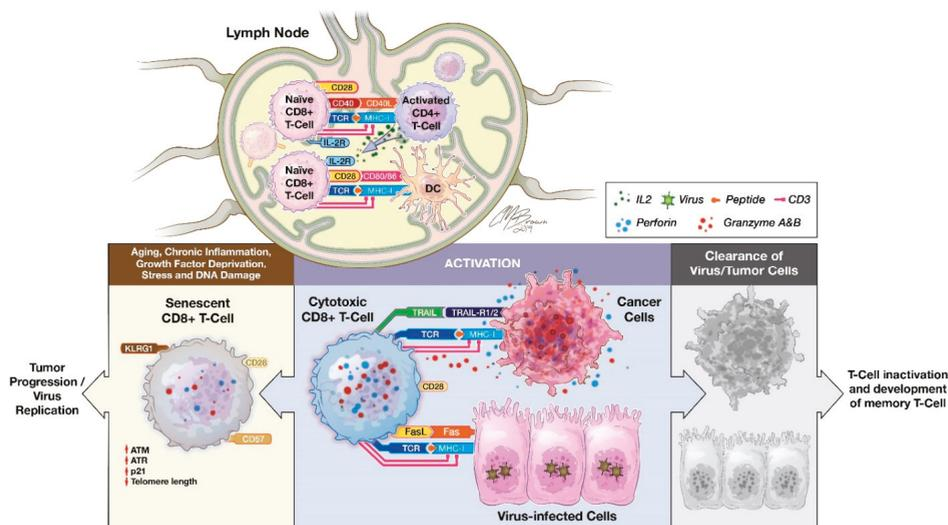 Lymph Node
CD28
Naïve
CD8+
T-Cell
CD40
CD40L
TCR
MHC-I
Activated
CD4+
T-Cell
IL-2R
IL-2R
Naïve
CD8+
T-Cell
CD28
CD80/86
TCR
MHC-I
DC
CMBrown
2019
IL2
Virus
Peptide
CD3
Perforin
Granzyme A&B
Aging, Chronic Inflammation,
Growth Factor Deprivation,
Stress and DNA Damage
ACTIVATION
Clearance of
Virus/Tumor Cells
Senescent
CD8+ T-Cell
KLRG1
CD28
CD57
ATM
ATR
p21
Telomere length
Tumor
Progression /
Virus
Replication
Cytotoxic
CD8+ T-Cell
TRAIL
TRAIL-R1/2
TCR
MHC-I
Cancer
Cells
CD28
FasL
Fas
TCR
MHC-I
Virus-infected Cells
T-Cell inactivation
and development
of memory T-Cell